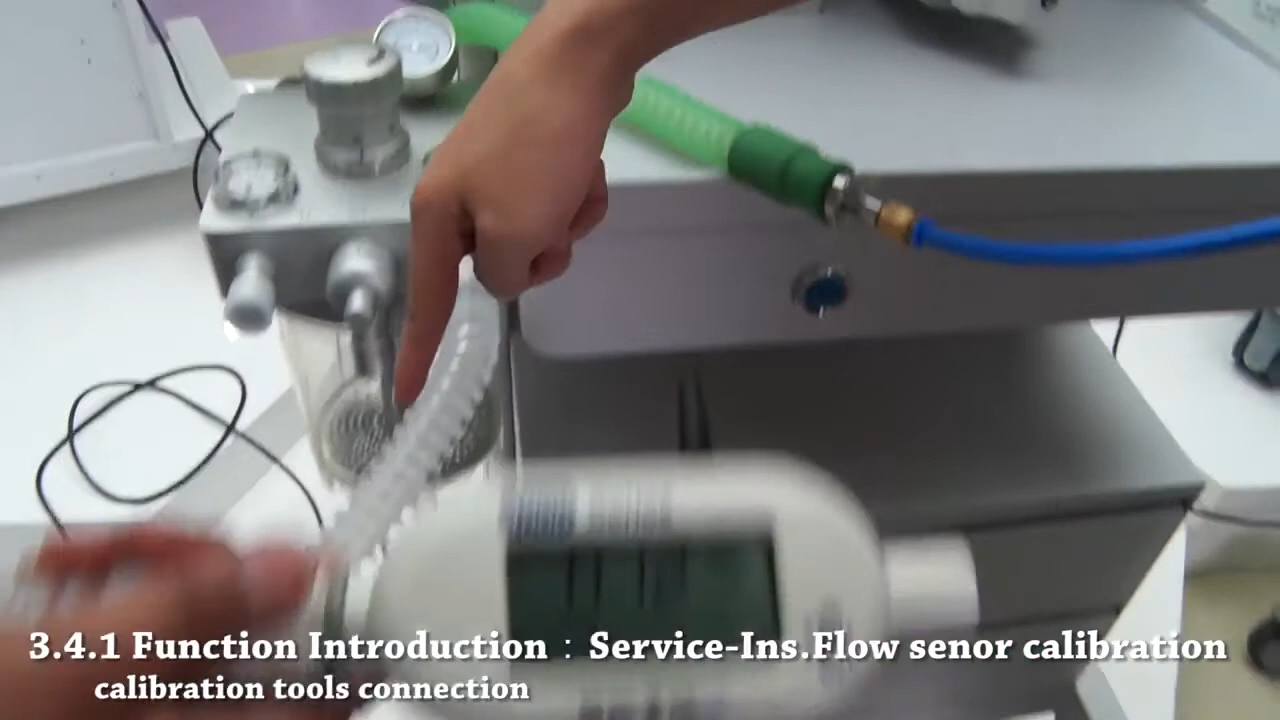 3.4.1 Function Introduction：Service-Ins.Flow senor calibration
calibration tools connection